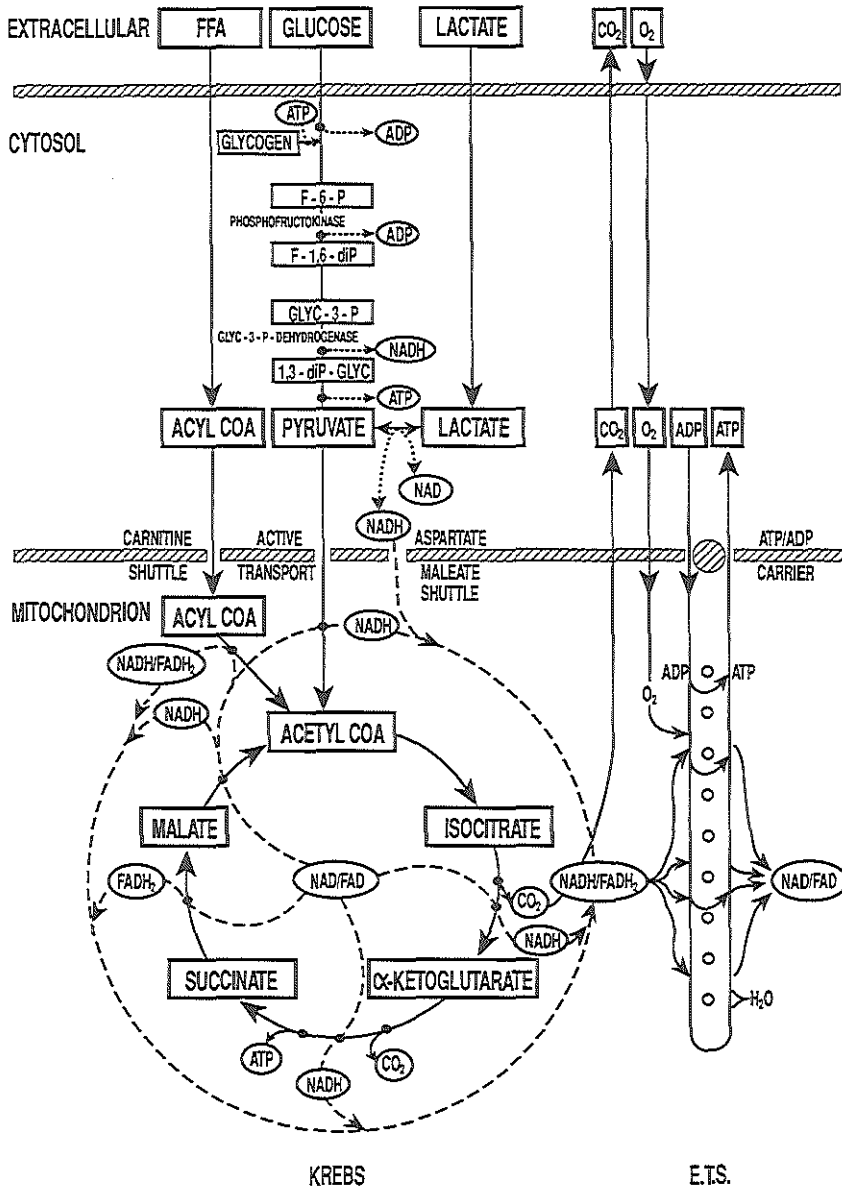 EXTRACELLULAR FFA GLUCOSE LACTATE CO₂ O₂
CYTOSOL
ATP
ADP
GLYCOGEN
F-6-P
PHOSPHOFRUCTOKINASE
ADP
F-1,6-diP
GLYC-3-P
GLYC-3-P-DEHYDROGENASE
NADH
1,3-diP-GLYC
ATP
ACYL COA PYRUVATE LACTATE CO₂ O₂ ADP ATP
NAD
NADH
CARNITINE ACTIVE ASPARTATE ATP/ADP
SHUTTLE TRANSPORT MALEATE CARRIER
SHUTTLE
MITOCHONDRION ACYL COA
NADH
NADH/FADH₂
ADP ATP
O₂
NADH
ACETYL COA
MALATE ISOCITRATE
FADH₂ NAD/FAD NADH/FADH₂ NAD/FAD
CO₂
NADH
SUCCINATE α-KETOGLUTARATE
H₂O
ATP CO₂
NADH
KREBS E.T.S.